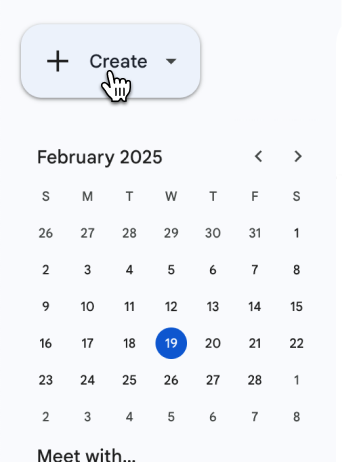 Create
February 2025
S M T W T F S
26 27 28 29 30 31 1
2 3 4 5 6 7 8
9 10 11 12 13 14 15
16 17 18 19 20 21 22
23 24 25 26 27 28 1
2 3 4 5 6 7 8
Meet with...